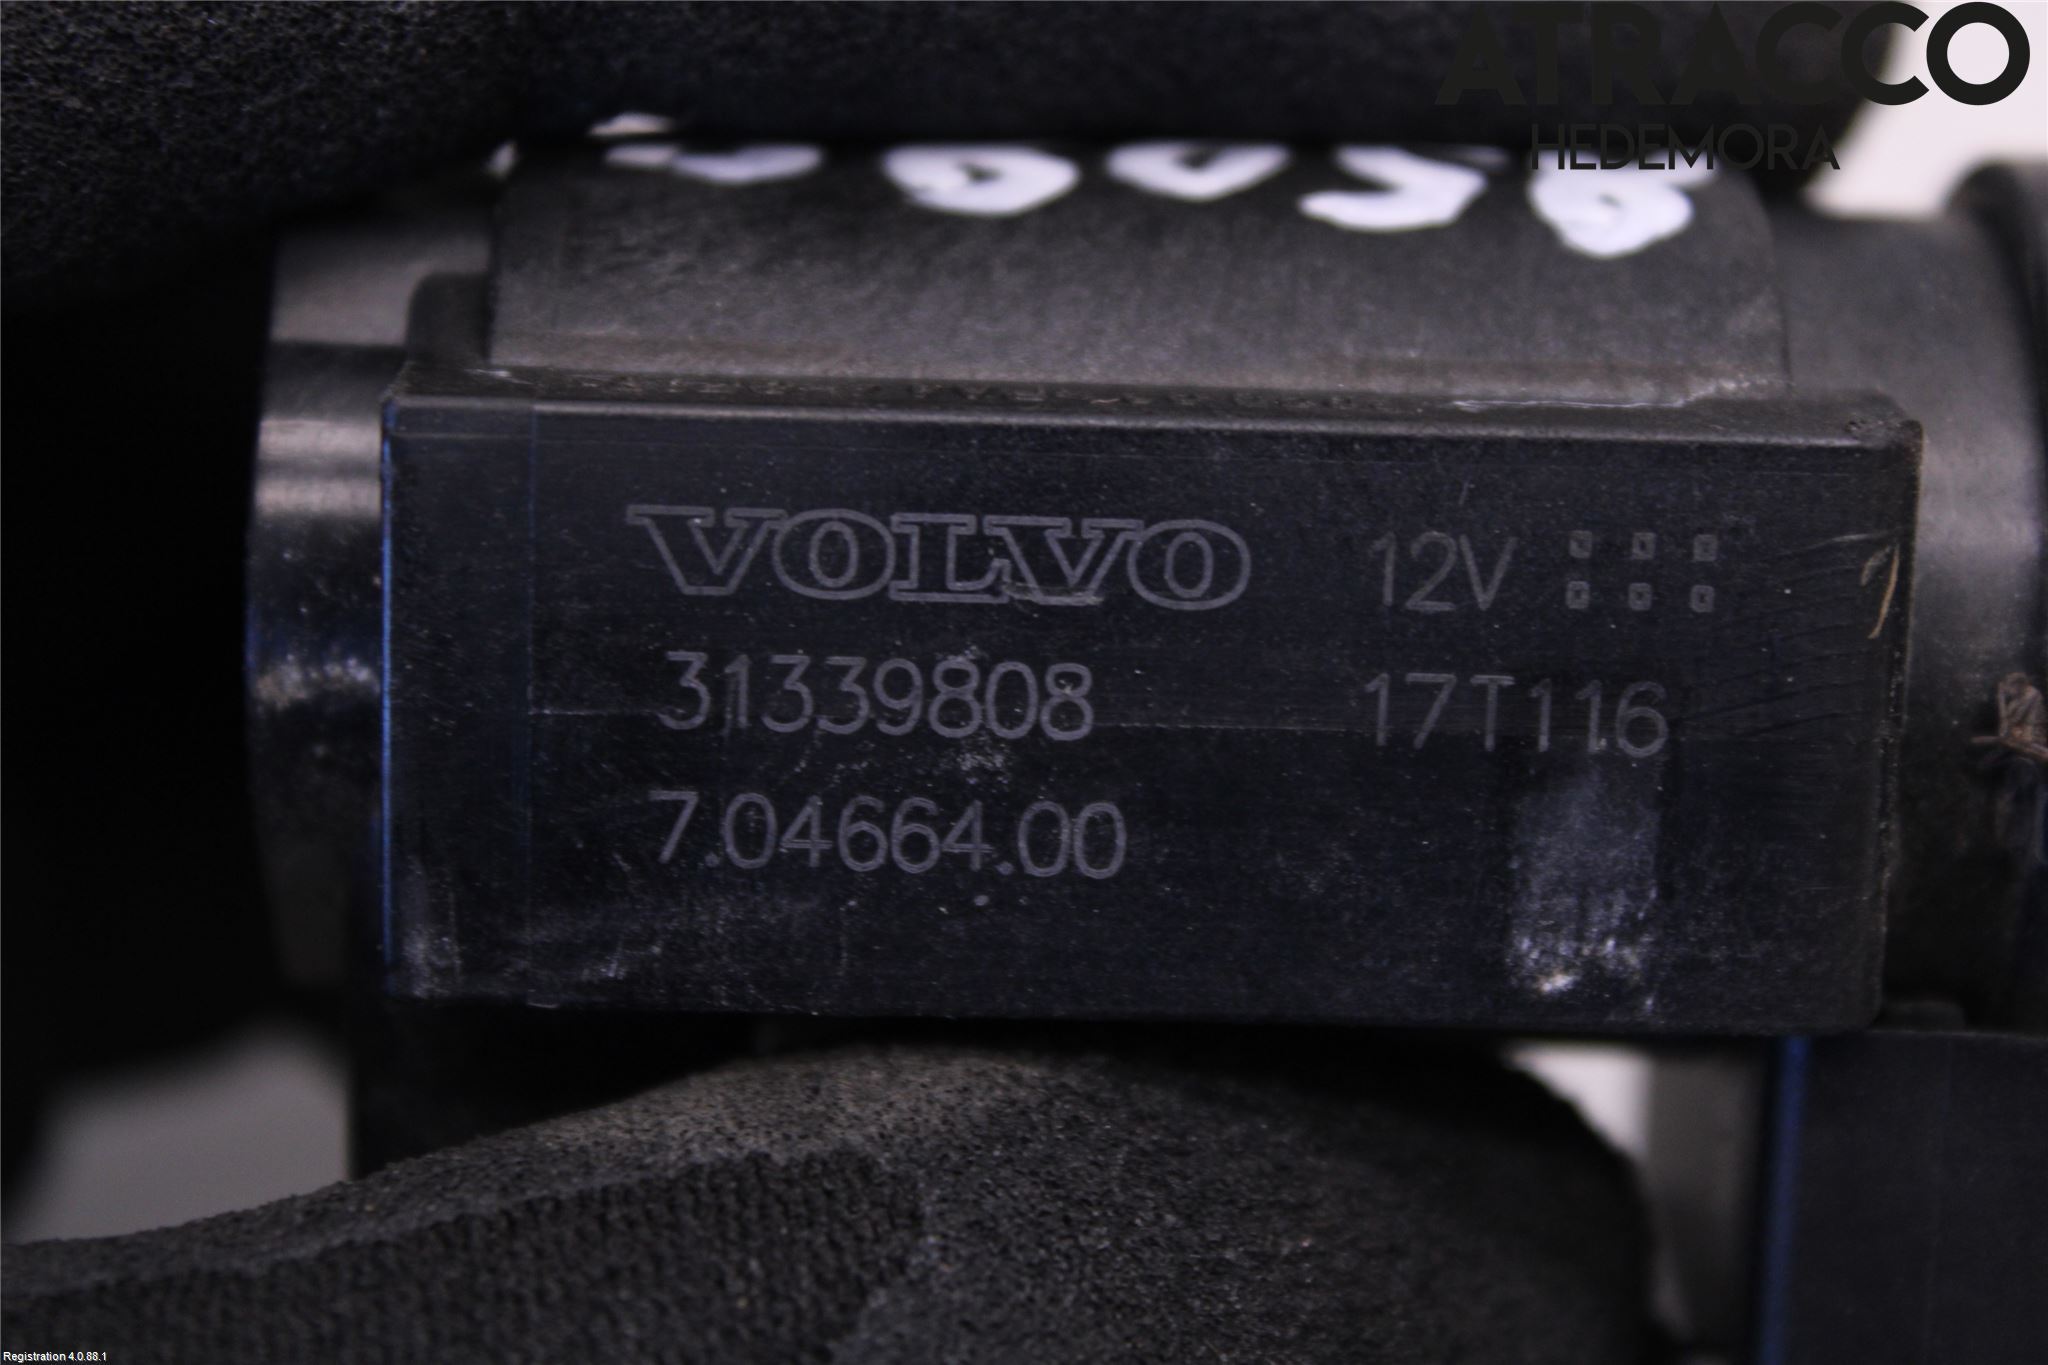 ATRACCO
HEDEMORA
VOLVO 12V
31339808 17T116
7.04664.00
Registration 4.0.88.1